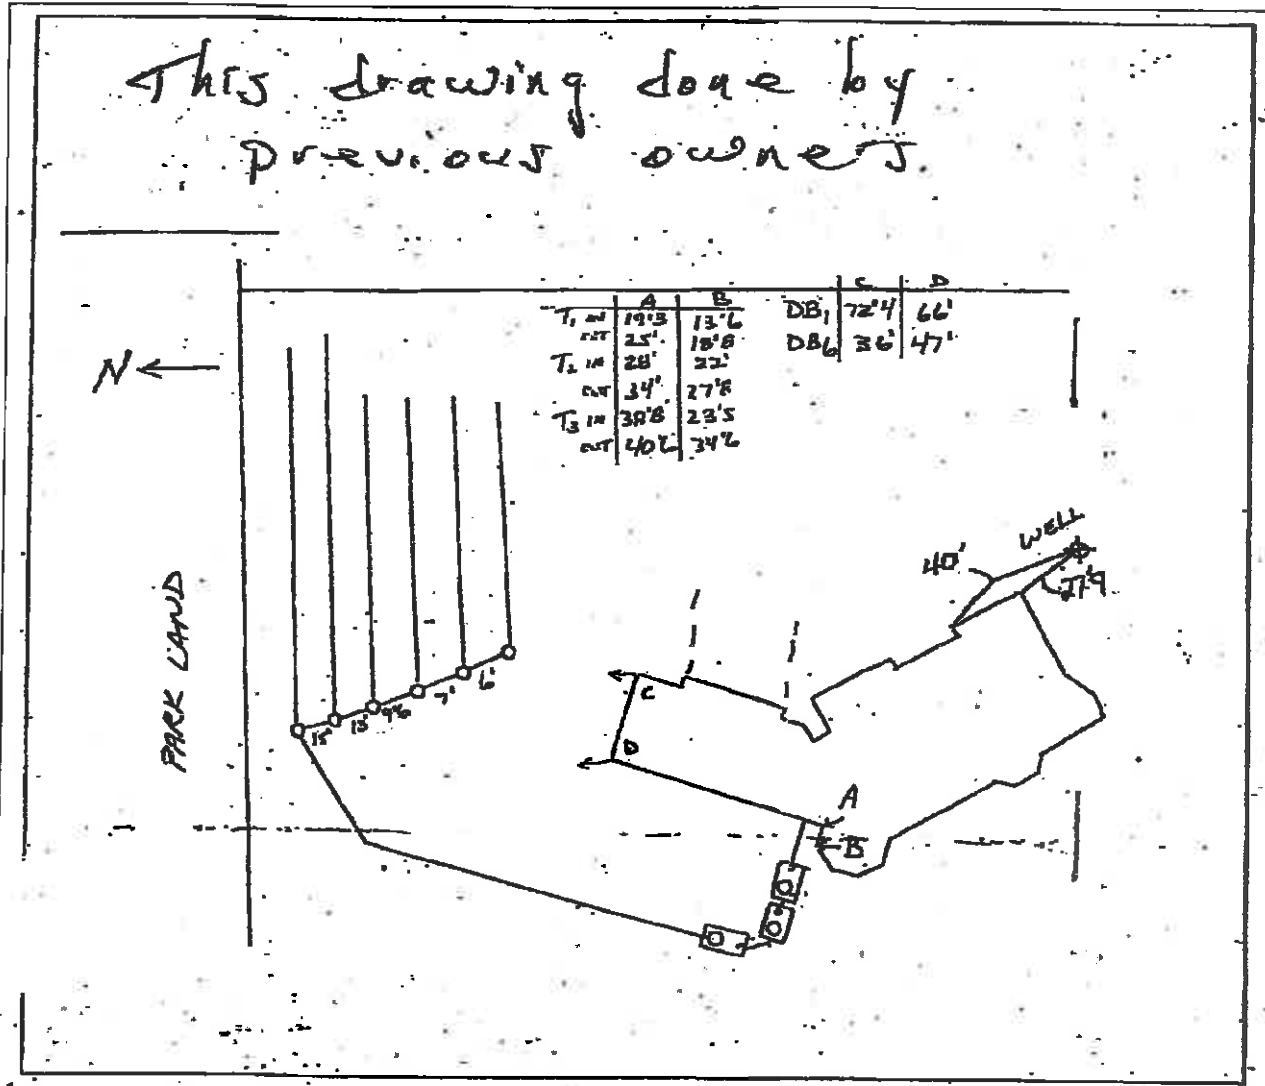 This drawing done by
previous owners.
A B
T1 IN 19'3 13'6
OUT 25' 18'8
T2 IN 28' 22'
OUT 34' 27'8
T3 IN 23'5
OUT 40'6 34'6
C D
DB1 72'4 66'
DB6 36' 47'
N
WELL
40'
27'9
PARK LAND
C
D
15' 13' 9'6 7' 6'
A
B